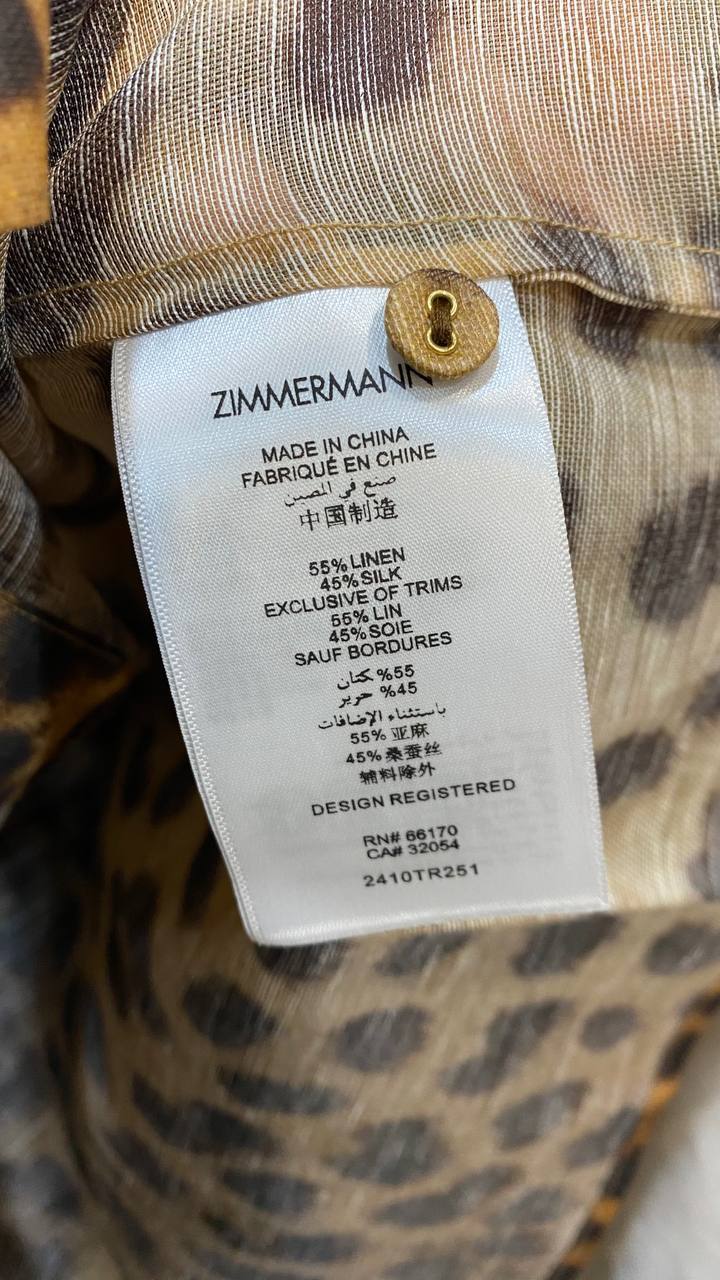 ZIMMERMANN
MADE IN CHINA
FABRIQUÉ EN CHINE
صنع في الصين
中国制造
55% LINEN
45% SILK
EXCLUSIVE OF TRIMS
55% LIN
45% SOIE
SAUF BORDURES
55% كتان
45% حرير
باستثناء الإضافات
55% 亚麻
45% 桑蚕丝
辅料除外
DESIGN REGISTERED
RN# 66170
CA# 32054
2410TR251